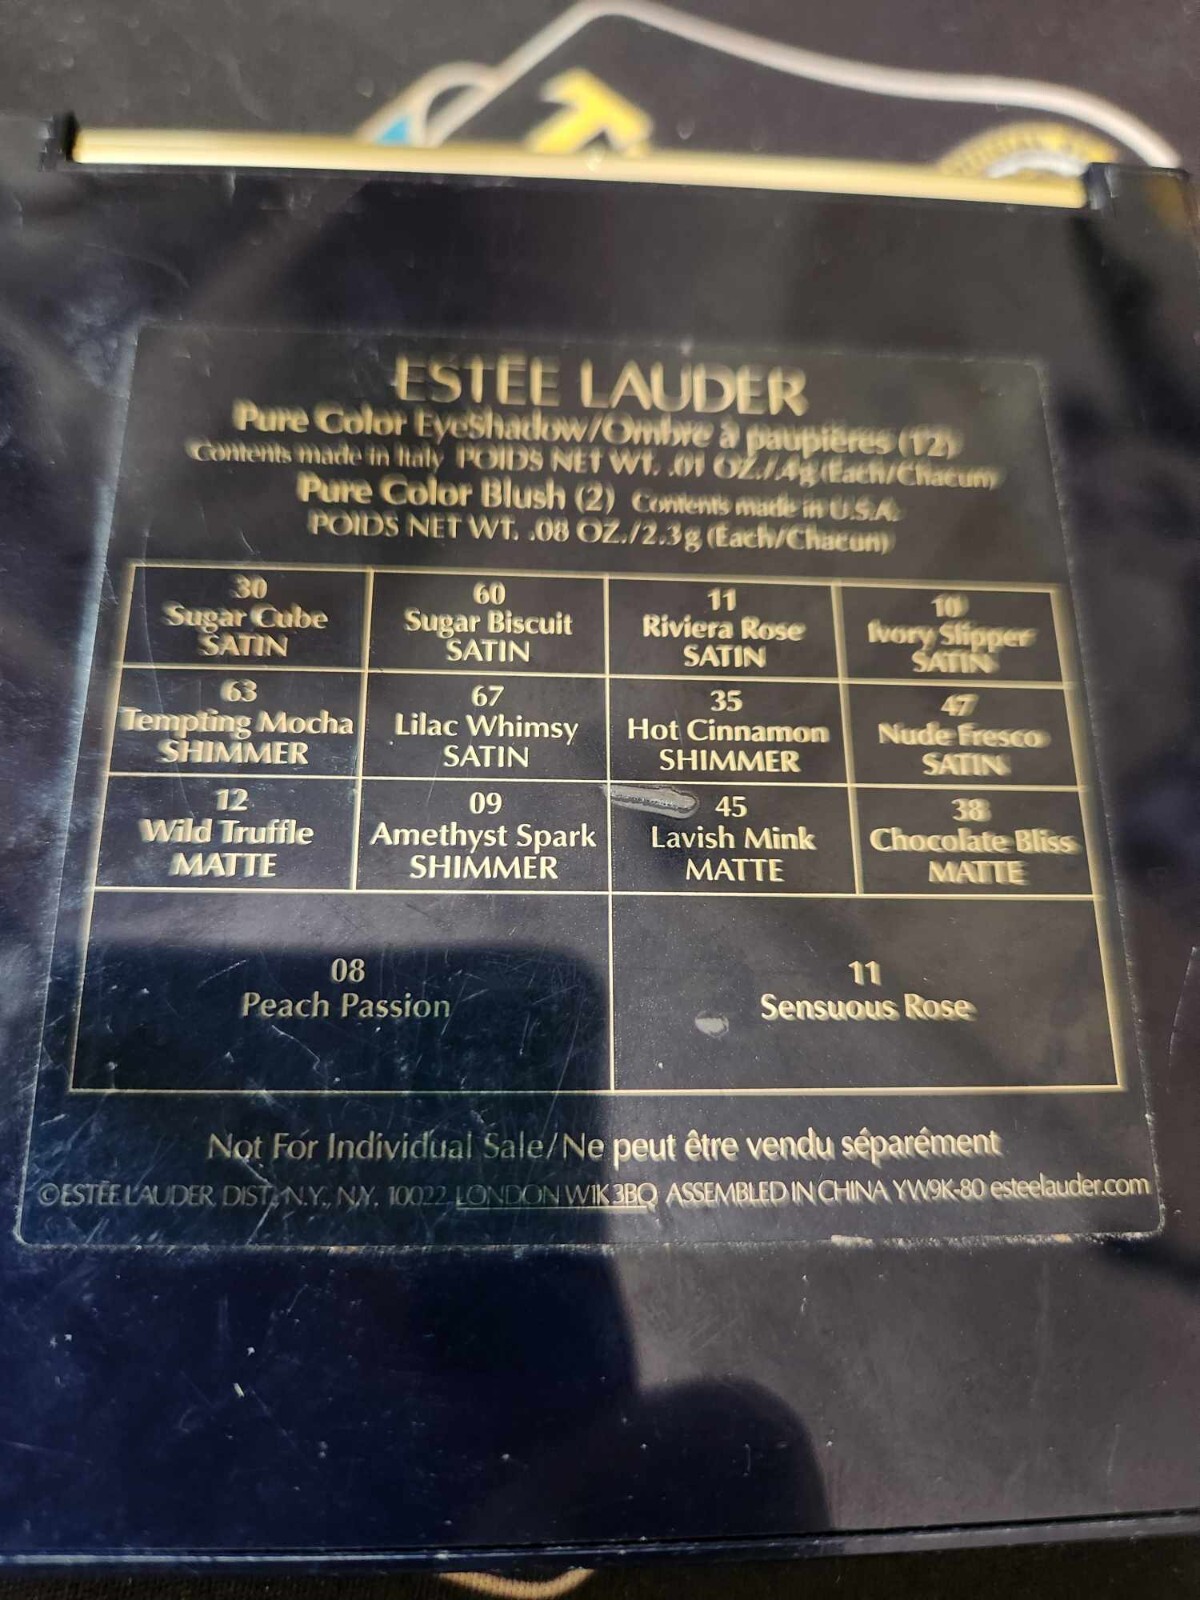 ESTĒE LAUDER
Pure Color EyeShadow/Ombre à paupières (12)
Contents made in Italy POIDS NET WT. .01 OZ./.4g (Each/Chacun)
Pure Color Blush (2) Contents made in U.S.A.
POIDS NET WT. .08 OZ./2.3g (Each/Chacun)
30
Sugar Cube
SATIN
60
Sugar Biscuit
SATIN
11
Riviera Rose
SATIN
10
Ivory Slipper
SATIN
63
Tempting Mocha
SHIMMER
67
Lilac Whimsy
SATIN
35
Hot Cinnamon
SHIMMER
47
Nude Fresco
SATIN
12
Wild Truffle
MATTE
09
Amethyst Spark
SHIMMER
45
Lavish Mink
MATTE
38
Chocolate Bliss
MATTE
08
Peach Passion
11
Sensuous Rose
Not For Individual Sale/Ne peut être vendu séparément
©ESTĒE LAUDER DIST., N.Y., N.Y. 10022 LONDON W1K 3BQ ASSEMBLED IN CHINA YW9K-80 esteelauder.com